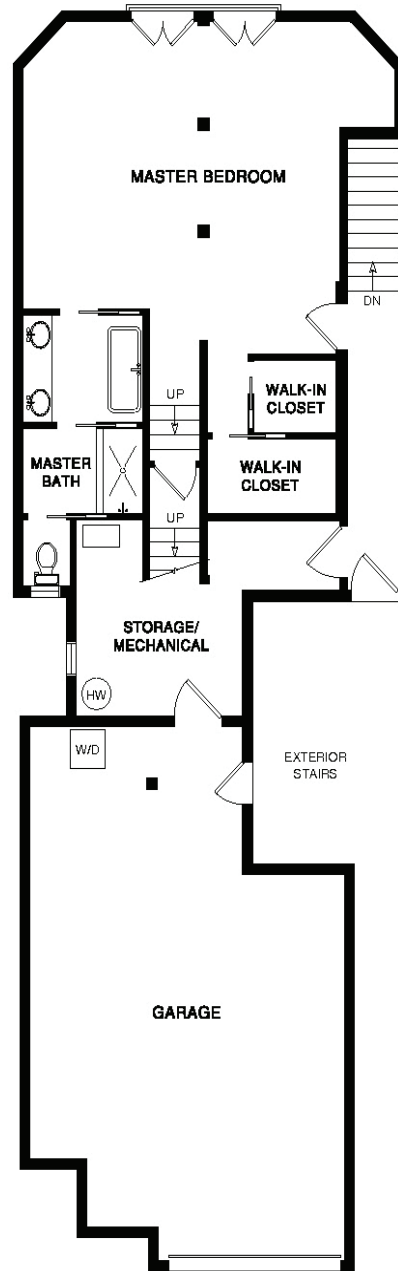 MASTER BEDROOM
DN
WALK-IN
CLOSET
UP
MASTER
BATH
WALK-IN
CLOSET
UP
STORAGE/
MECHANICAL
HW
W/D
EXTERIOR
STAIRS
GARAGE